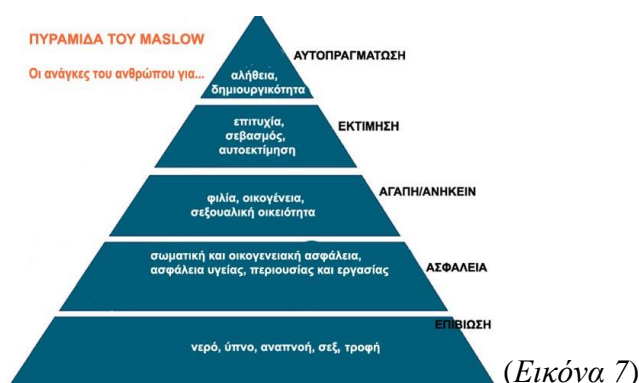 ΠΥΡΑΜΙΔΑ ΤΟΥ MASLOW
Οι ανάγκες του ανθρώπου για...
ΑΥΤΟΠΡΑΓΜΑΤΩΣΗ
αλήθεια,
δημιουργικότητα
ΕΚΤΙΜΗΣΗ
επιτυχία,
σεβασμός,
αυτοεκτίμηση
ΑΓΑΠΗ/ΑΝΗΚΕΙΝ
φιλία, οικογένεια,
σεξουαλική οικειότητα
ΑΣΦΑΛΕΙΑ
σωματική και οικογενειακή ασφάλεια,
ασφάλεια υγείας, περιουσίας και εργασίας
ΕΠΙΒΙΩΣΗ
νερό, ύπνο, αναπνοή, σεξ, τροφή
(Εικόνα 7)